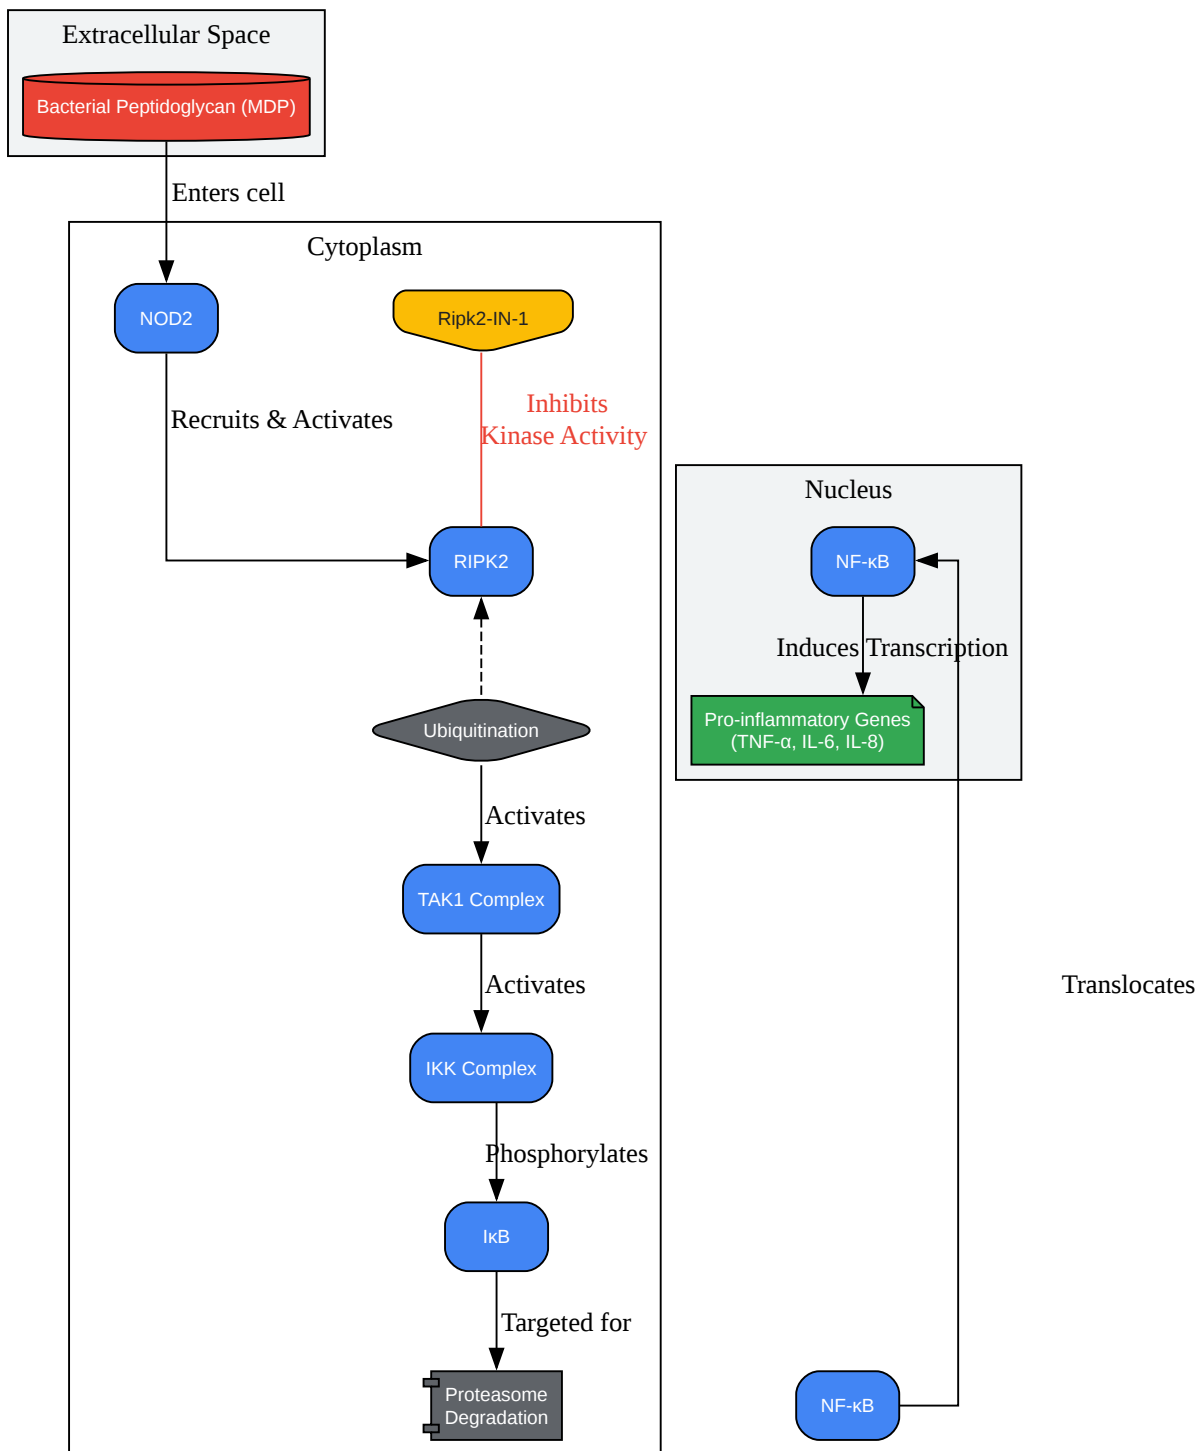 Extracellular Space
Bacterial Peptidoglycan (MDP)
Enters cell
Cytoplasm
NOD2
Ripk2-IN-1
Recruits & Activates
Inhibits
Kinase Activity
RIPK2
Ubiquitination
Activates
TAK1 Complex
Activates
IKK Complex
Phosphorylates
IκB
Targeted for
Proteasome
Degradation
Nucleus
NF-κB
Induces Transcription
Pro-inflammatory Genes
(TNF-α, IL-6, IL-8)
Translocates
NF-κB